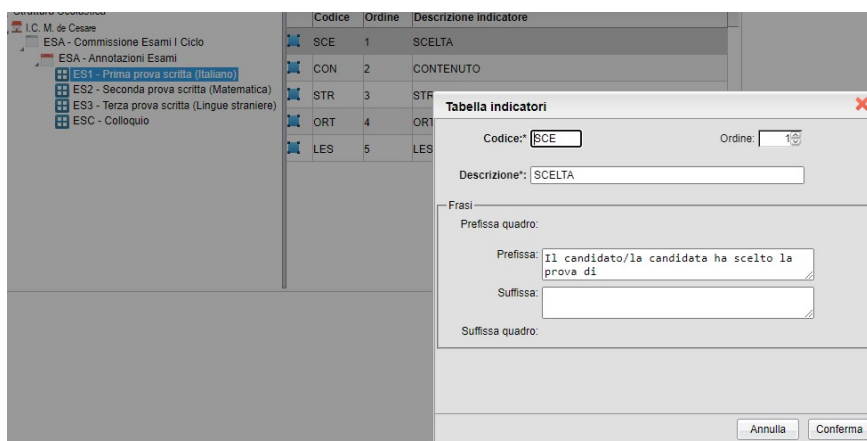 Struttura Scolastica
I.C. M. de Cesare
ESA - Commissione Esami I Ciclo
ESA - Annotazioni Esami
ES1 - Prima prova scritta (Italiano)
ES2 - Seconda prova scritta (Matematica)
ES3 - Terza prova scritta (Lingue straniere)
ESC - Colloquio
Codice Ordine Descrizione indicatore
SCE 1 SCELTA
CON 2 CONTENUTO
STR 3 STR
ORT 4 ORT
LES 5 LES
Tabella indicatori
Codice:* SCE Ordine: 1
Descrizione*: SCELTA
Frasi
Prefissa quadro:
Prefissa: Il candidato/la candidata ha scelto la
prova di
Suffissa:
Suffissa quadro:
Annulla Conferma